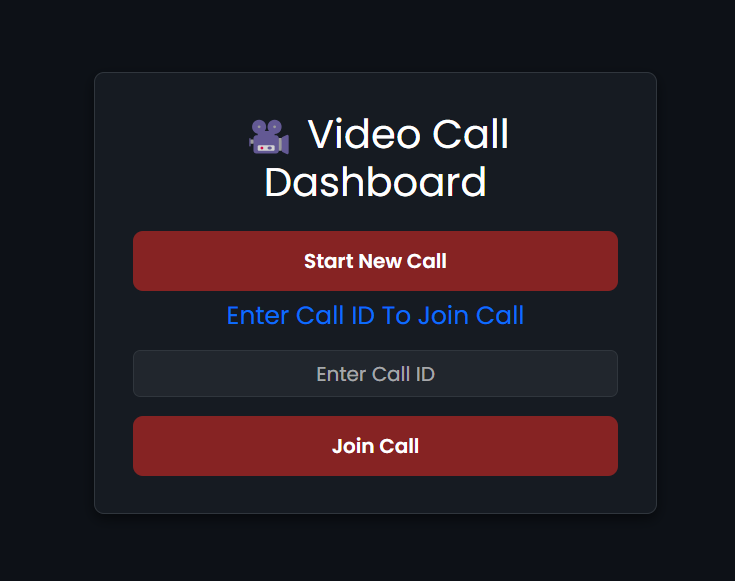 Video Call
Dashboard
Start New Call
Enter Call ID To Join Call
Enter Call ID
Join Call